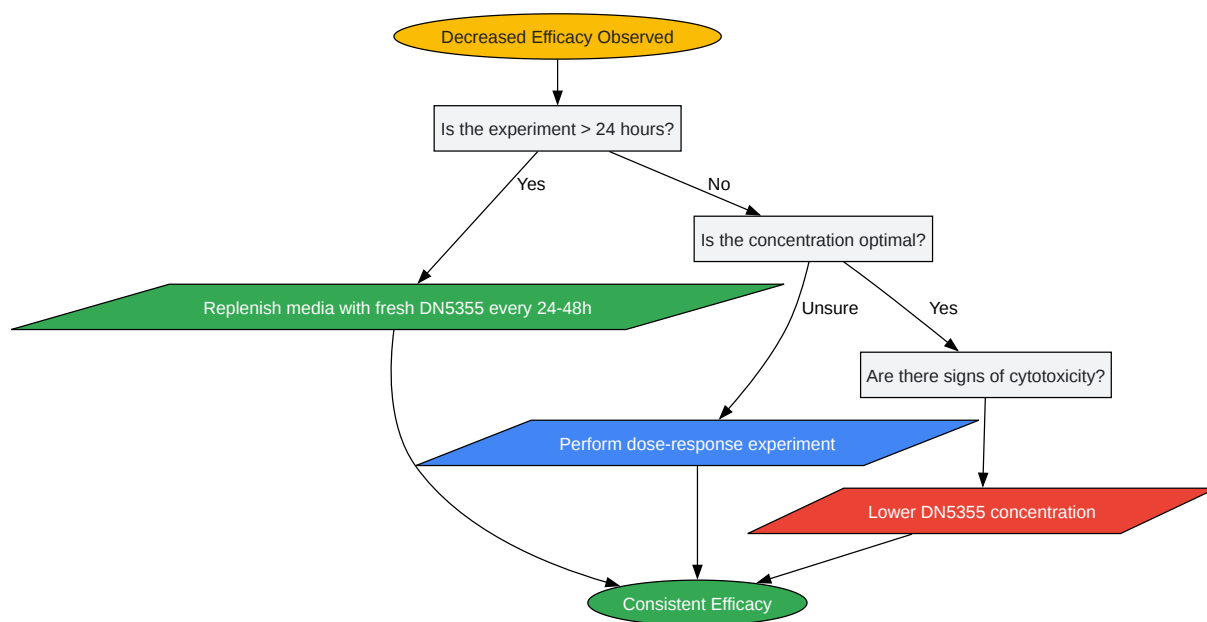 Decreased Efficacy Observed
Is the experiment > 24 hours?
Yes
No
Is the concentration optimal?
Replenish media with fresh DN5355 every 24-48h
Unsure
Yes
Are there signs of cytotoxicity?
Perform dose-response experiment
Lower DN5355 concentration
Consistent Efficacy